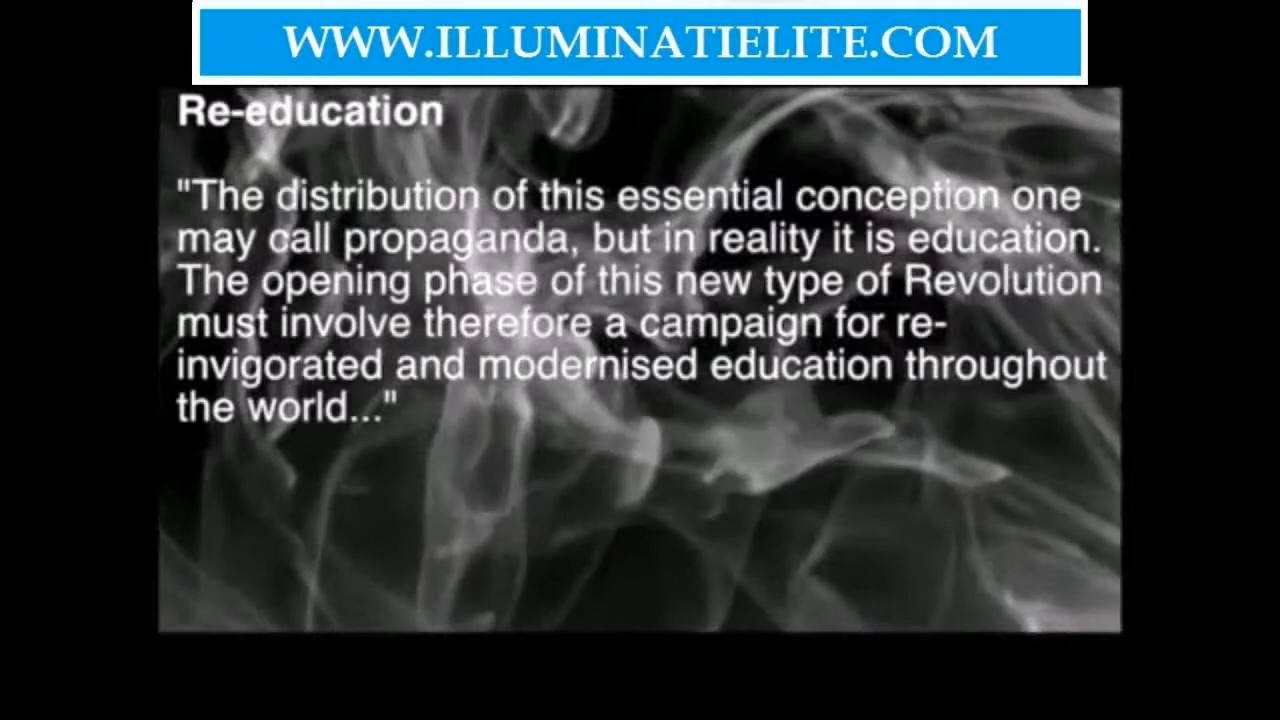 WWW.ILLUMINATIELITE.COM
Re-education
"The distribution of this essential conception one
may call propaganda, but in reality it is education.
The opening phase of this new type of Revolution
must involve therefore a campaign for re-
invigorated and modernised education throughout
the world..."